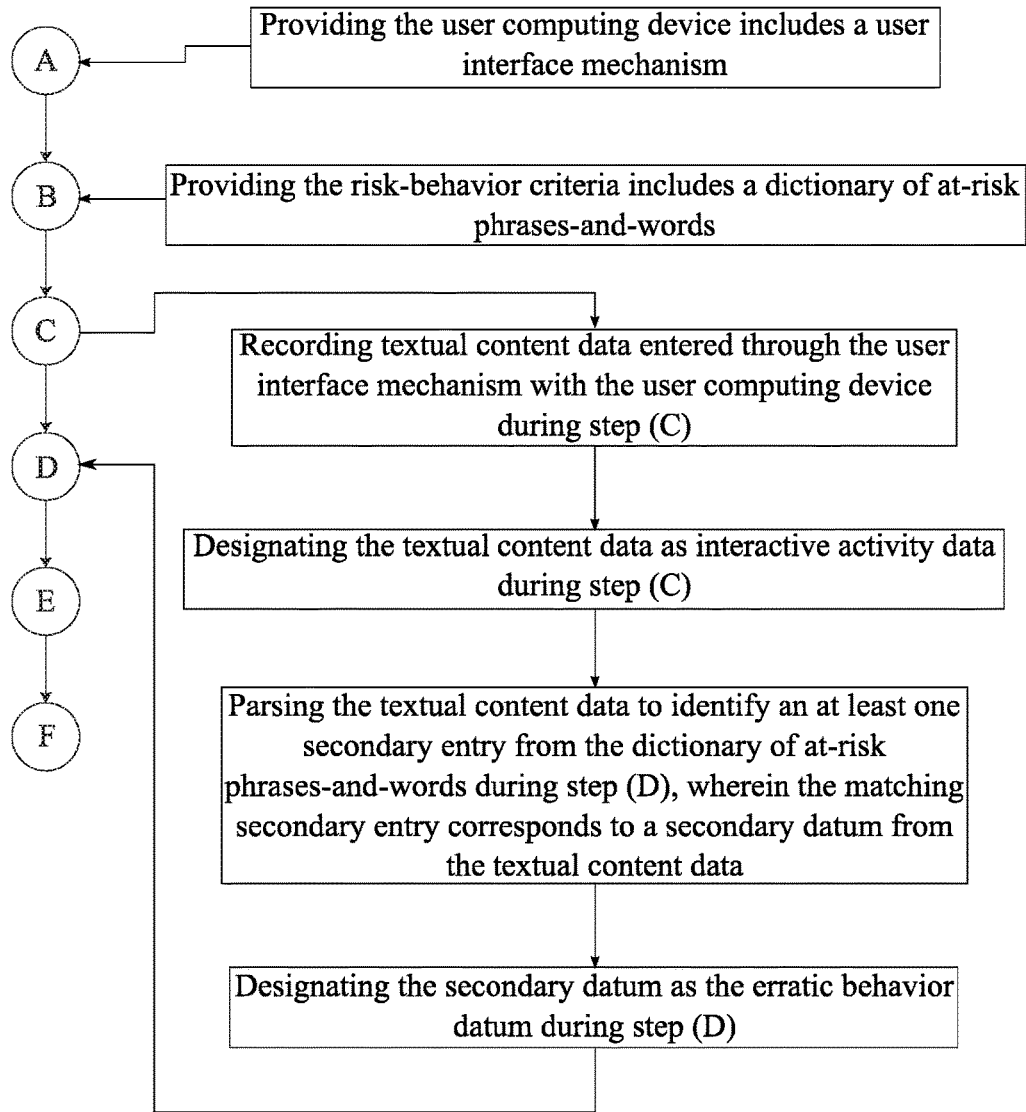 A
Providing the user computing device includes a user
interface mechanism
B
Providing the risk-behavior criteria includes a dictionary of at-risk
phrases-and-words
C
Recording textual content data entered through the user
interface mechanism with the user computing device
during step (C)
D
Designating the textual content data as interactive activity data
during step (C)
E
Parsing the textual content data to identify an at least one
secondary entry from the dictionary of at-risk
phrases-and-words during step (D), wherein the matching
secondary entry corresponds to a secondary datum from
the textual content data
F
Designating the secondary datum as the erratic behavior
datum during step (D)